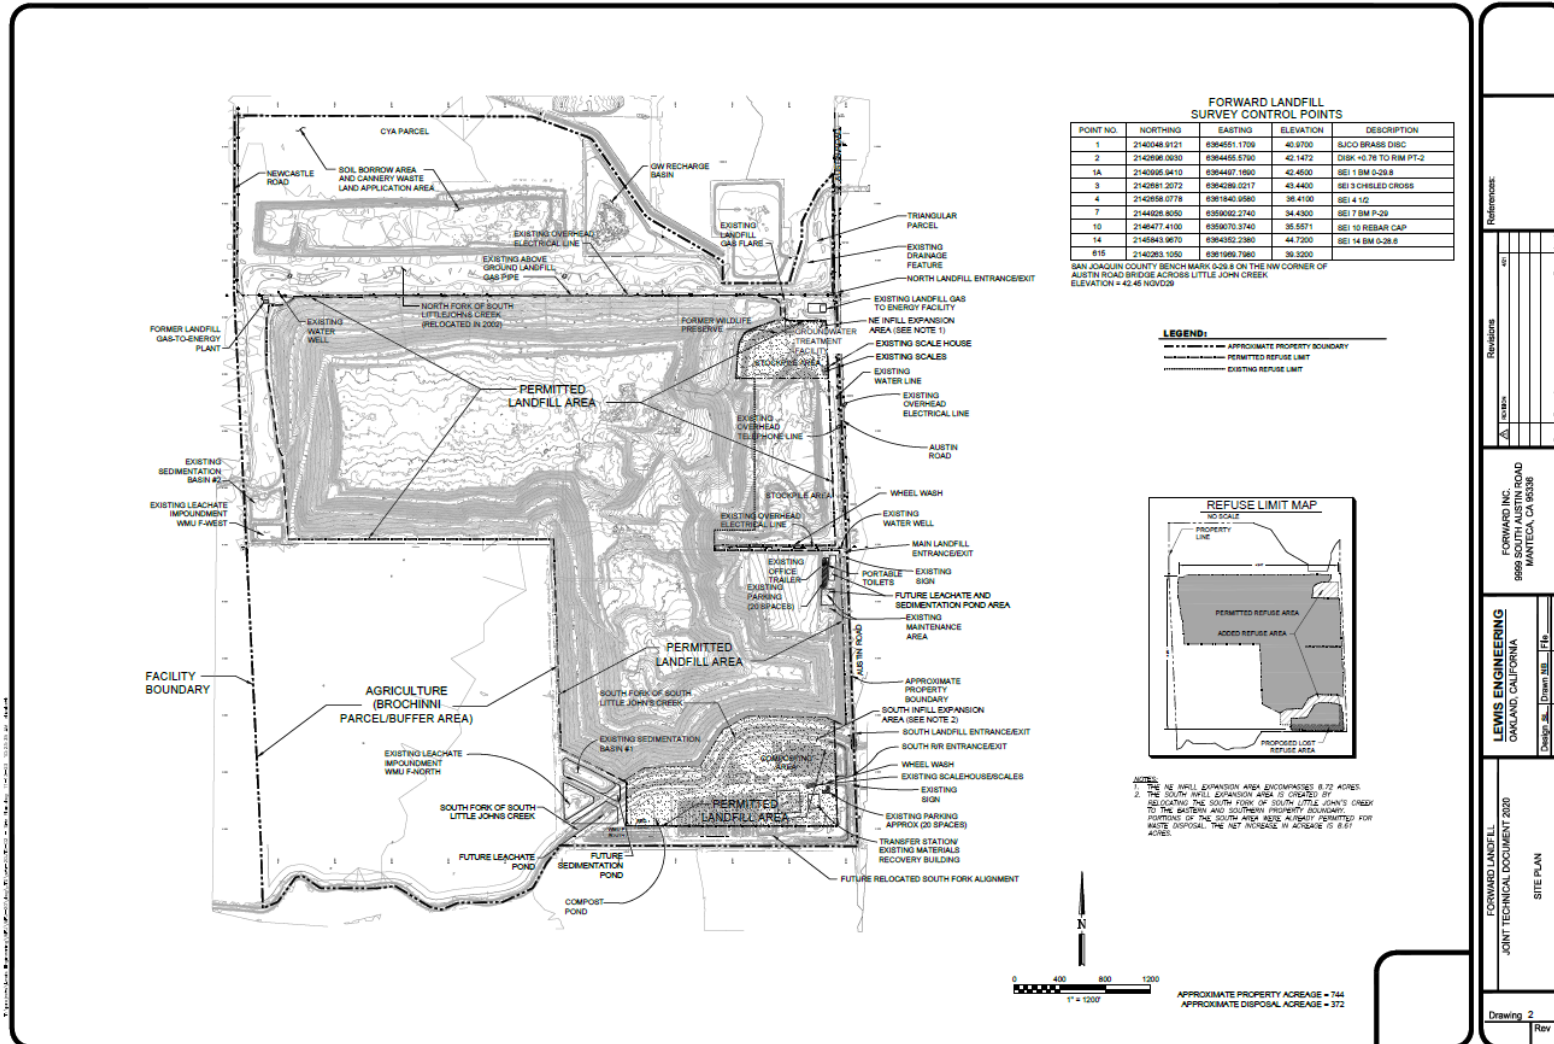 CYA PARCEL
NEWCASTLE
ROAD
SOIL BORROW AREA
AND CANNERY WASTE
LAND APPLICATION AREA
GW RECHARGE
BASIN
EXISTING
LANDFILL
GAS FLARE
TRIANGULAR
PARCEL
EXISTING
DRAINAGE
FEATURE
EXISTING OVERHEAD
ELECTRICAL LINE
EXISTING ABOVE
GROUND LANDFILL
GAS PIPE
NORTH LANDFILL ENTRANCE/EXIT
NORTH FORK OF SOUTH
LITTLEJOHNS CREEK
(RELOCATED IN 2002)
EXISTING
WATER
WELL
FORMER LANDFILL
GAS-TO-ENERGY
PLANT
FORMER WILDLIFE
PRESERVE
EXISTING LANDFILL GAS
TO ENERGY FACILITY
NE INFILL EXPANSION
AREA (SEE NOTE 1)
GROUNDWATER
TREATMENT
FACILITY
STOCKPILE AREA
EXISTING SCALE HOUSE
EXISTING SCALES
EXISTING
WATER LINE
EXISTING
OVERHEAD
ELECTRICAL LINE
PERMITTED
LANDFILL AREA
EXISTING
OVERHEAD
TELEPHONE LINE
AUSTIN
ROAD
EXISTING
SEDIMENTATION
BASIN #2
EXISTING LEACHATE
IMPOUNDMENT
WMU F-WEST
STOCKPILE AREA
WHEEL WASH
EXISTING OVERHEAD
ELECTRICAL LINE
EXISTING
WATER WELL
MAIN LANDFILL
ENTRANCE/EXIT
EXISTING
OFFICE
TRAILER
PORTABLE
TOILETS
EXISTING
SIGN
EXISTING
PARKING
(20 SPACES)
FUTURE LEACHATE AND
SEDIMENTATION POND AREA
EXISTING
MAINTENANCE
AREA
AUSTIN ROAD
PERMITTED
LANDFILL AREA
FACILITY
BOUNDARY
AGRICULTURE
(BROCHINNI
PARCEL/BUFFER AREA)
APPROXIMATE
PROPERTY
BOUNDARY
SOUTH FORK OF SOUTH
LITTLE JOHN'S CREEK
SOUTH INFILL EXPANSION
AREA (SEE NOTE 2)
SOUTH LANDFILL ENTRANCE/EXIT
EXISTING SEDIMENTATION
BASIN #1
SOUTH R/R ENTRANCE/EXIT
EXISTING LEACHATE
IMPOUNDMENT
WMU F-NORTH
COMPOSTING
AREA
WHEEL WASH
EXISTING SCALEHOUSE/SCALES
EXISTING
SIGN
SOUTH FORK OF SOUTH
LITTLE JOHNS CREEK
PERMITTED
LANDFILL AREA
EXISTING PARKING
APPROX (20 SPACES)
TRANSFER STATION/
EXISTING MATERIALS
RECOVERY BUILDING
FUTURE LEACHATE
POND
FUTURE
SEDIMENTATION
POND
FUTURE RELOCATED SOUTH FORK ALIGNMENT
COMPOST
POND
FORWARD LANDFILL
SURVEY CONTROL POINTS
POINT NO. NORTHING EASTING ELEVATION DESCRIPTION
1 2140048.9121 6364551.1709 40.9700 SJCO BRASS DISC
2 2142696.0930 6364455.5790 42.1472 DISK +0.76 TO RIM PT-2
1A 2140995.9410 6364497.1690 42.4500 SEI 1 BM 0-29.8
3 2142681.2072 6364289.0217 43.4400 SEI 3 CHISLED CROSS
4 2142658.0778 6361840.9580 36.4100 SEI 4 1/2
7 2144926.8050 6359092.2740 34.4300 SEI 7 BM P-29
10 2146477.4100 6359070.3740 35.5571 SEI 10 REBAR CAP
14 2145843.9670 6364352.2380 44.7200 SEI 14 BM 0-28.6
615 2140263.1050 6361969.7980 39.3200
SAN JOAQUIN COUNTY BENCH MARK 0-29.8 ON THE NW CORNER OF
AUSTIN ROAD BRIDGE ACROSS LITTLE JOHN CREEK
ELEVATION = 42.45 NGVD29
LEGEND:
APPROXIMATE PROPERTY BOUNDARY
PERMITTED REFUSE LIMIT
EXISTING REFUSE LIMIT
REFUSE LIMIT MAP
NO SCALE
PROPERTY
LINE
PERMITTED REFUSE AREA
ADDED REFUSE AREA
PROPOSED LOST
REFUSE AREA
NOTES:
1. THE NE INFILL EXPANSION AREA ENCOMPASSES 8.72 ACRES.
2. THE SOUTH INFILL EXPANSION AREA IS CREATED BY
RELOCATING THE SOUTH FORK OF SOUTH LITTLE JOHN'S CREEK
TO THE EASTERN AND SOUTHERN PROPERTY BOUNDARY.
PORTIONS OF THE SOUTH AREA WERE ALREADY PERMITTED FOR
WASTE DISPOSAL. THE NET INCREASE IN ACREAGE IS 8.61
ACRES.
N
0 400 800 1200
1" = 1200'
APPROXIMATE PROPERTY ACREAGE = 744
APPROXIMATE DISPOSAL ACREAGE = 372
References:
Revisions
REVISION
FORWARD INC.
9999 SOUTH AUSTIN ROAD
MANTECA, CA 95336
LEWIS ENGINEERING
OAKLAND, CALIFORNIA
Design SL Drawn NB File
FORWARD LANDFILL
JOINT TECHNICAL DOCUMENT 2020
SITE PLAN
Drawing 2
Rev